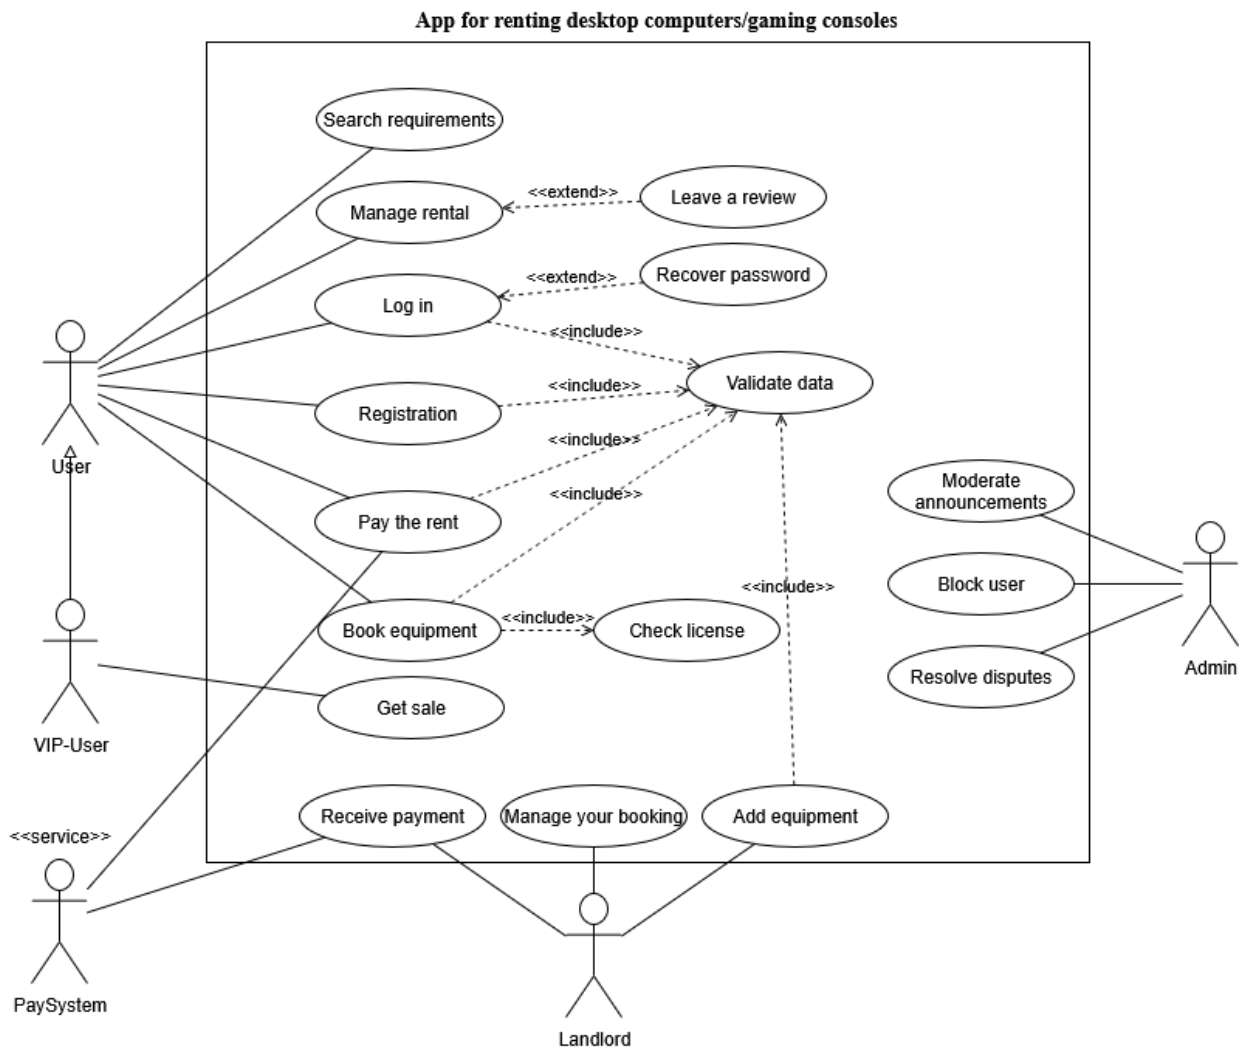 App for renting desktop computers/gaming consoles
Search requirements
Manage rental
<<extend>>
Leave a review
Log in
<<extend>>
Recover password
<<include>>
Validate data
Registration
<<include>>
User
Pay the rent
<<include>>
<<include>>
Moderate
announcements
Block user
Admin
Book equipment
<<include>>
Check license
<<include>>
Resolve disputes
Get sale
VIP-User
Receive payment
Manage your booking
Add equipment
<<service>>
PaySystem
Landlord